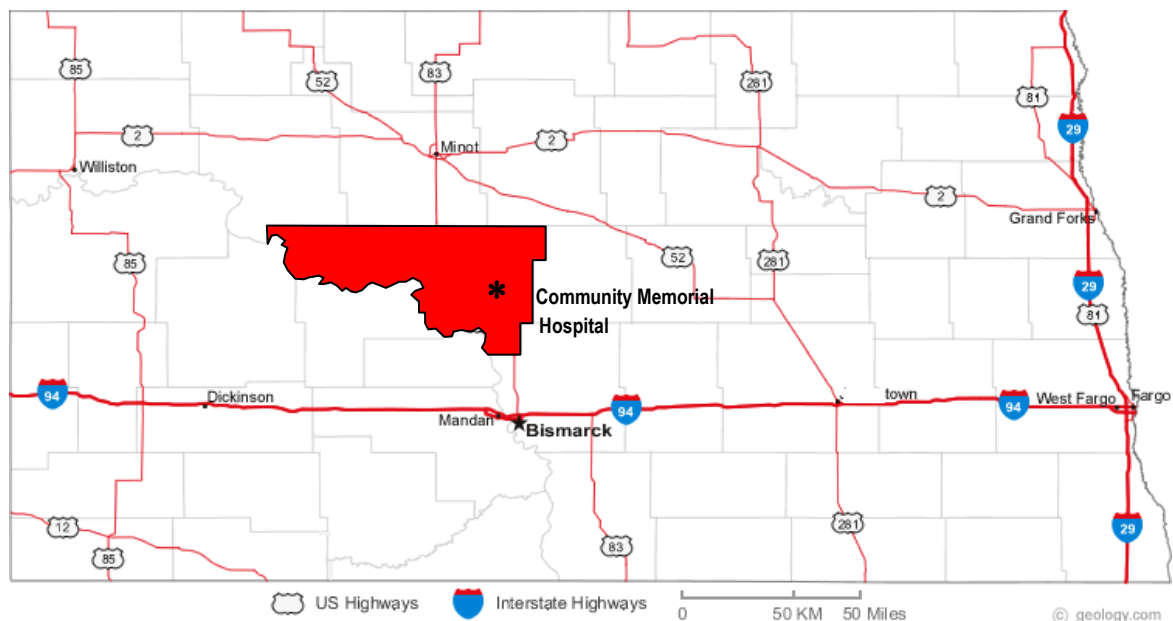 85
52
83
281
81
2
Minot
2
29
Williston
2
Grand Forks
85
52
281
29
*
Community Memorial
Hospital
81
94
Dickinson
94
town
94
West Fargo
Fargo
Mandan
Bismarck
12
85
83
281
29
US Highways
Interstate Highways
0
50 KM
50 Miles
(c) geology.com